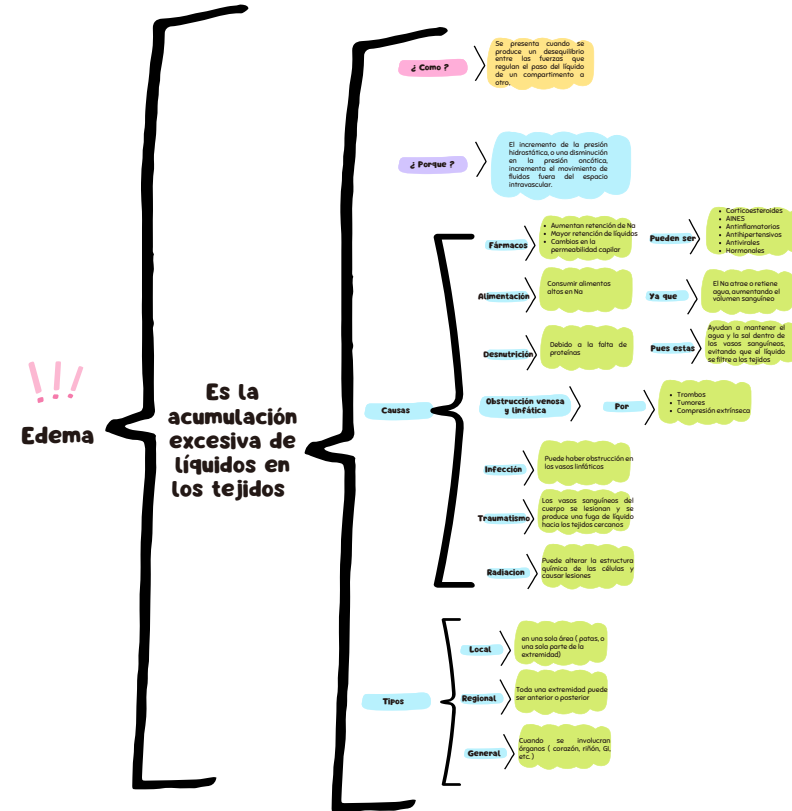 Edema
Es la
acumulación
excesiva de
líquidos en
los tejidos
¿ Como ?
Se presenta cuando se
produce un desequilibrio
entre las fuerzas que
regulan el paso del líquido
de un compartimento a
otro.
¿ Porque ?
El incremento de la presión
hidrostática, o una disminución
en la presión oncótica,
incrementa el movimiento de
fluidos fuera del espacio
intravascular.
Causas
Fármacos
Aumentan retención de Na
Mayor retención de líquidos
Cambios en la
permeabilidad capilar
Pueden ser
Corticoesteroides
AINES
Antinflamatorios
Antihipertensivos
Antivirales
Hormonales
Alimentación
Consumir alimentos
altos en Na
Ya que
El Na atrae o retiene
agua, aumentando el
volumen sanguíneo
Desnutrición
Debido a la falta de
proteínas
Pues estas
Ayudan a mantener el
agua y la sal dentro de
los vasos sanguíneos,
evitando que el líquido
se filtre a los tejidos
Obstrucción venosa
y linfática
Por
Trombos
Tumores
Compresión extrínseca
Infección
Puede haber obstrucción en
los vasos linfáticos
Traumatismo
Los vasos sanguíneos del
cuerpo se lesionan y se
produce una fuga de líquido
hacia los tejidos cercanos
Radiacion
Puede alterar la estructura
química de las células y
causar lesiones
Tipos
Local
en una sola área ( patas, o
una sola parte de la
extremidad)
Regional
Toda una extremidad puede
ser anterior o posterior
General
Cuando se involucran
órganos ( corazón, riñón, GI,
etc. )